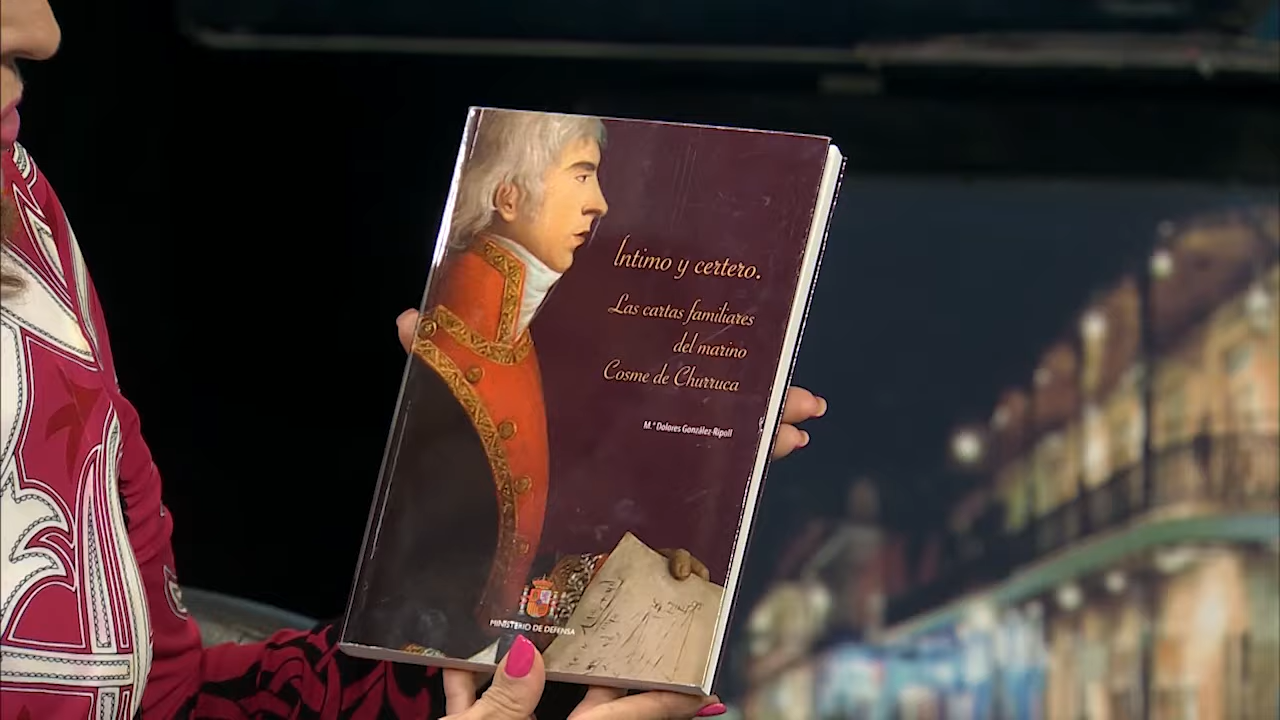 Íntimo y certero.
Las cartas familiares
del marino
Cosme de Churruca
M.ª Dolores González-Ripoll
MINISTERIO DE DEFENSA